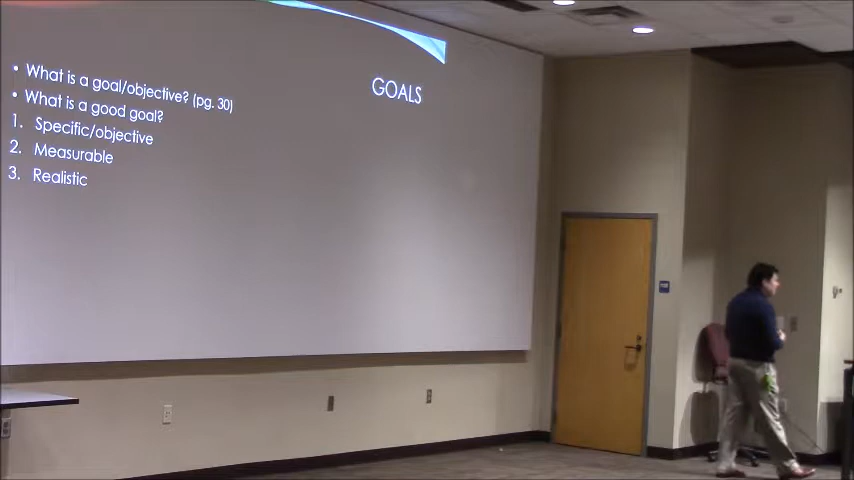 GOALS
• What is a goal/objective? (pg. 30)
• What is a good goal?
1. Specific/objective
2. Measurable
3. Realistic